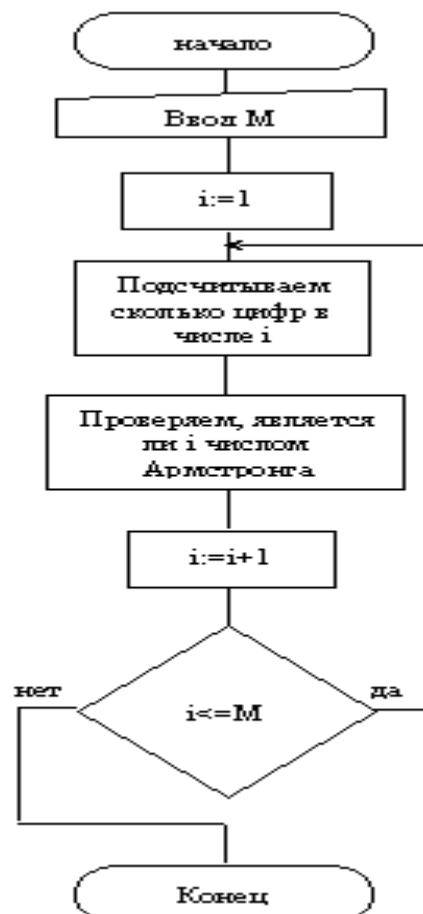 начало
Ввод М
i:=1
Подсчитываем
сколько цифр в
числе i
Проверяем, является
ли i числом
Армстронга
i:=i+1
нет
да
i<=M
Конец